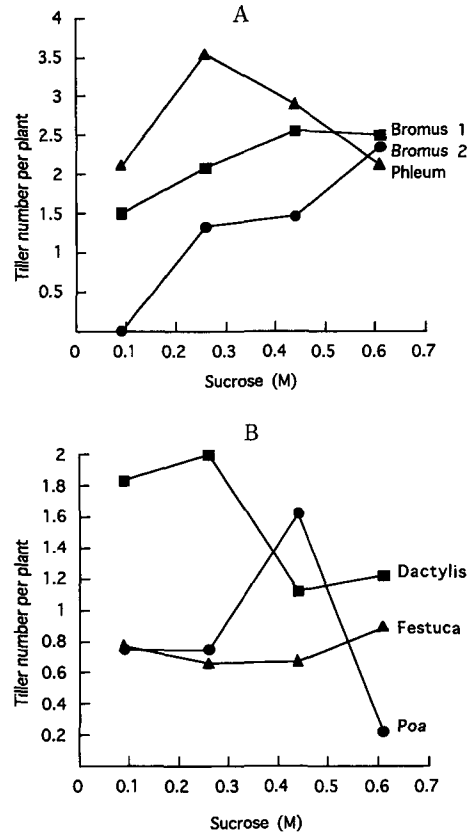 A
4
3.5
3
2.5
2
1.5
1
0.5
Tiller number per plant
Bromus 1
Bromus 2
Phleum
0 0.1 0.2 0.3 0.4 0.5 0.6 0.7
Sucrose (M)
B
2
1.8
1.6
1.4
1.2
1
0.8
0.6
0.4
0.2
Tiller number per plant
Dactylis
Festuca
Poa
0 0.1 0.2 0.3 0.4 0.5 0.6 0.7
Sucrose (M)